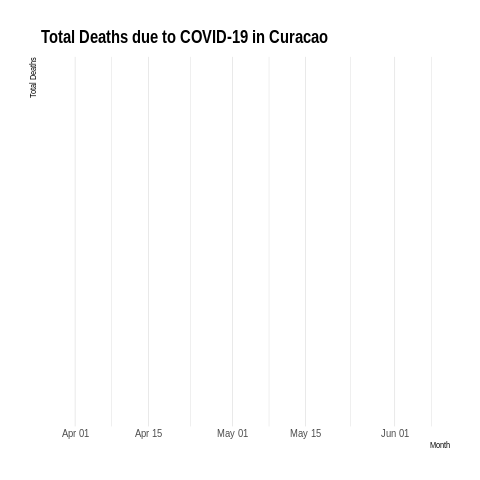 Total Deaths due to COVID-19 in Curacao
Total Deaths
Apr 01 Apr 15 May 01 May 15 Jun 01
Month